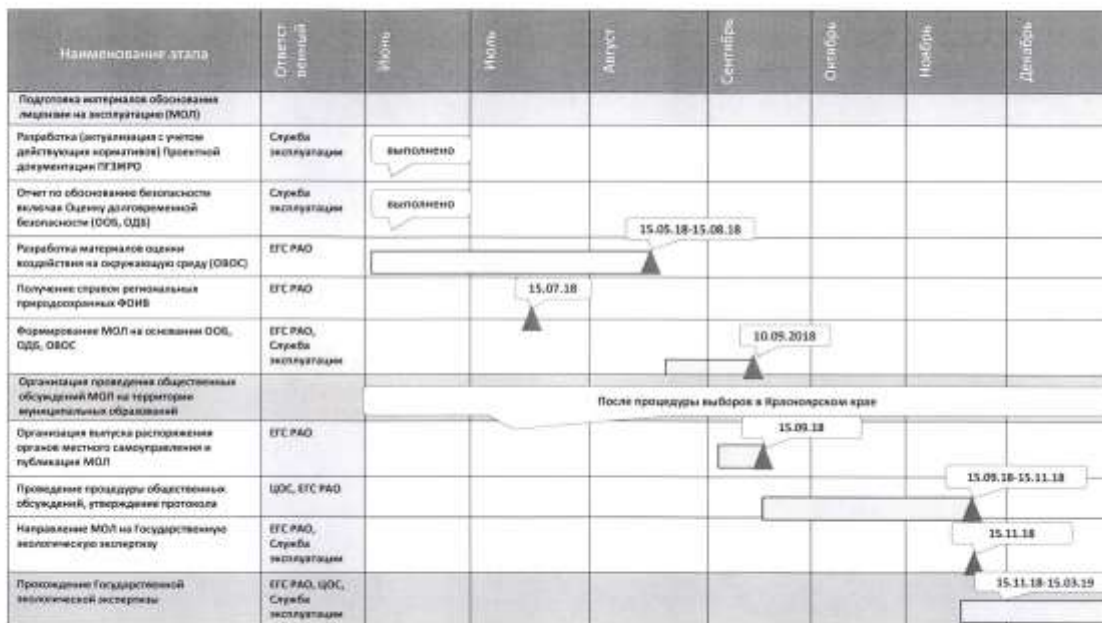 Наименование этапа
Ответст
венный
Июнь
Июль
Август
Сентябрь
Октябрь
Ноябрь
Декабрь
Подготовка материалов обоснования
лицензии на эксплуатацию (МОЛ)
Разработка (актуализация с учетом
действующих нормативов) Проектной
документации ПГЗЖРО
Служба
эксплуатации
выполнено
Отчет по обоснованию безопасности
включая Оценку долговременной
безопасности (ООБ, ОДБ)
Служба
эксплуатации
выполнено
Разработка материалов оценки
воздействия на окружающую среду (ОВОС)
ЕГС РАО
15.05.18-15.08.18
Получение справок региональных
природоохранных ФОИВ
ЕГС РАО
15.07.18
Формирование МОЛ на основании ООБ,
ОДБ, ОВОС
ЕГС РАО,
Служба
эксплуатации
10.09.2018
Организация проведения общественных
обсуждений МОЛ на территории
муниципальных образований
После процедуры выборов в Красноярском крае
Организация выпуска распоряжения
органов местного самоуправления и
публикация МОЛ
ЕГС РАО
15.09.18
Проведение процедуры общественных
обсуждений, утверждение протокола
ЦОС, ЕГС РАО
15.09.18-15.11.18
Направление МОЛ на Государственную
экологическую экспертизу
ЕГС РАО,
Служба
эксплуатации
15.11.18
Прохождение Государственной
экологической экспертизы
ЕГС РАО, ЦОС,
Служба
эксплуатации
15.11.18-15.03.19